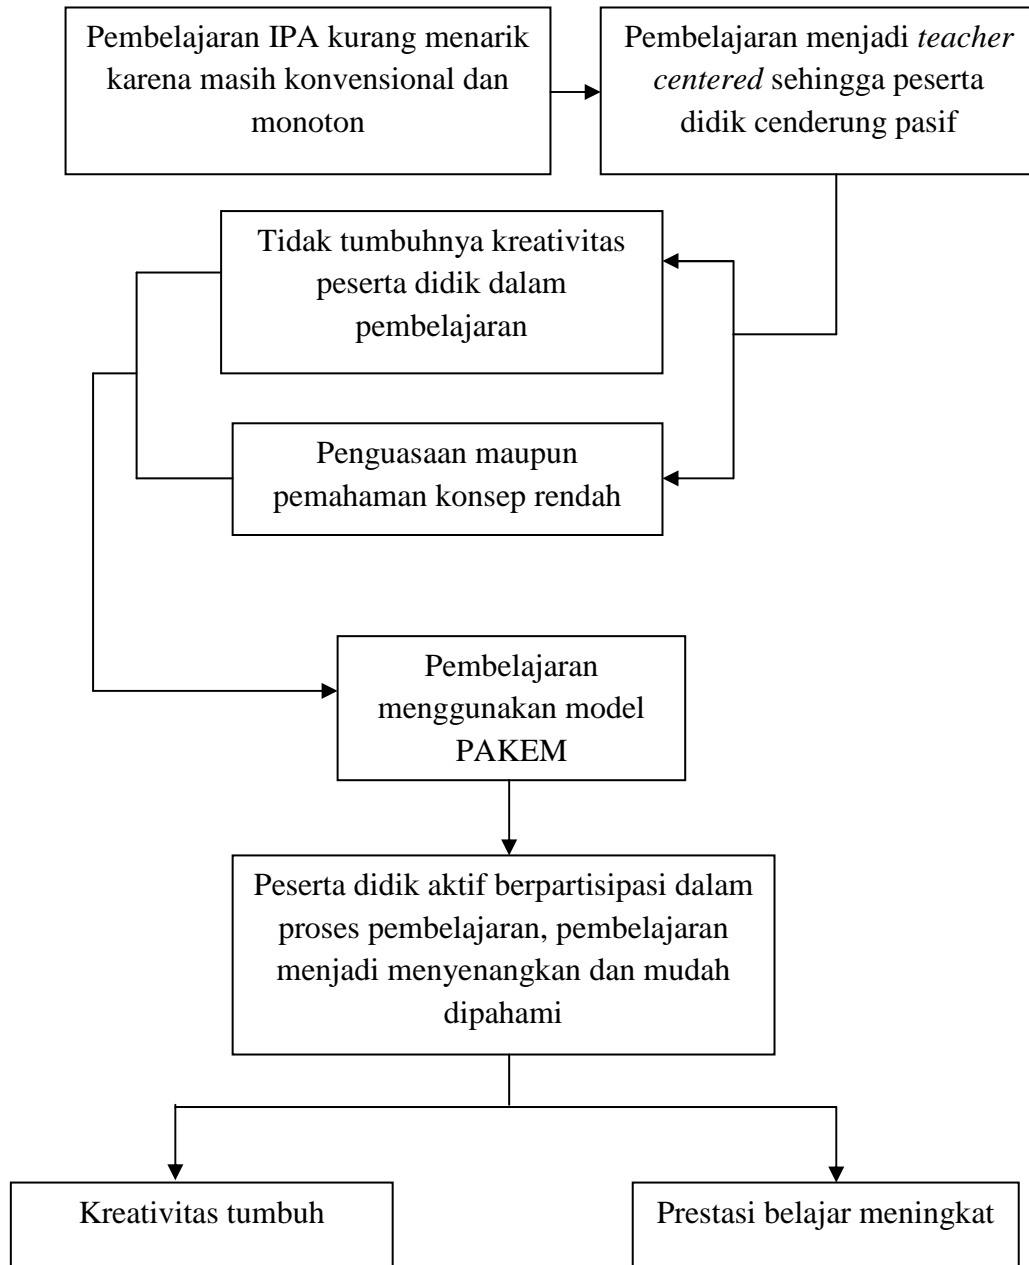 Pembelajaran IPA kurang menarik
karena masih konvensional dan
monoton
Pembelajaran menjadi teacher
centered sehingga peserta
didik cenderung pasif
Tidak tumbuhnya kreativitas
peserta didik dalam
pembelajaran
Penguasaan maupun
pemahaman konsep rendah
Pembelajaran
menggunakan model
PAKEM
Peserta didik aktif berpartisipasi dalam
proses pembelajaran, pembelajaran
menjadi menyenangkan dan mudah
dipahami
Kreativitas tumbuh
Prestasi belajar meningkat